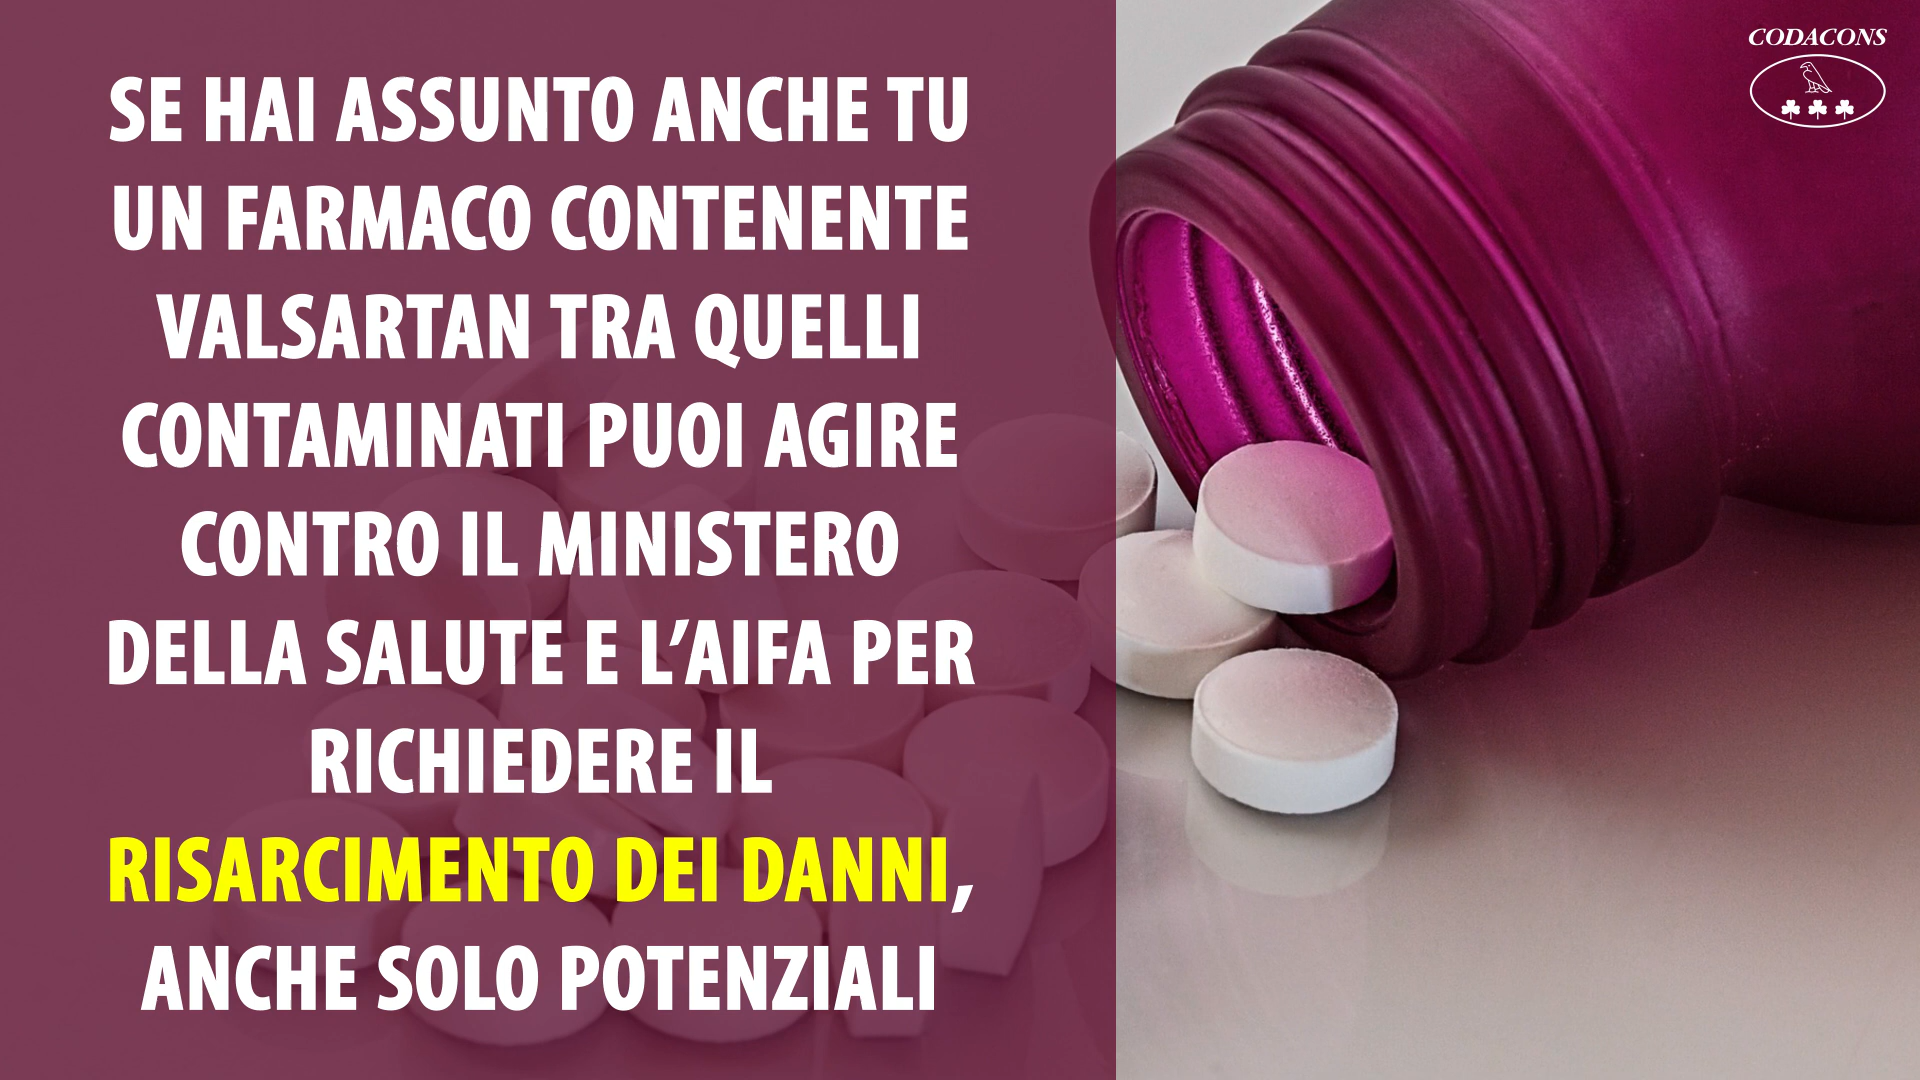 CODACONS
SE HAI ASSUNTO ANCHE TU
UN FARMACO CONTENENTE
VALSARTAN TRA QUELLI
CONTAMINATI PUOI AGIRE
CONTRO IL MINISTERO
DELLA SALUTE E L’AIFA PER
RICHIEDERE IL
RISARCIMENTO DEI DANNI,
ANCHE SOLO POTENZIALI